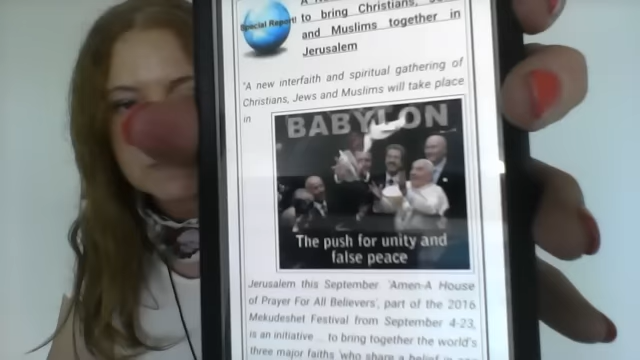 Special Report!
to bring Christians,
and Muslims together in
Jerusalem
"A new interfaith and spiritual gathering of
Christians, Jews and Muslims will take place
in
BABYLON
The push for unity and
false peace
Jerusalem this September. 'Amen-A House
of Prayer For All Believers', part of the 2016
Mekudeshet Festival from September 4-23,
is an initiative ... to bring together the world's
three major faiths 'who share a belief in